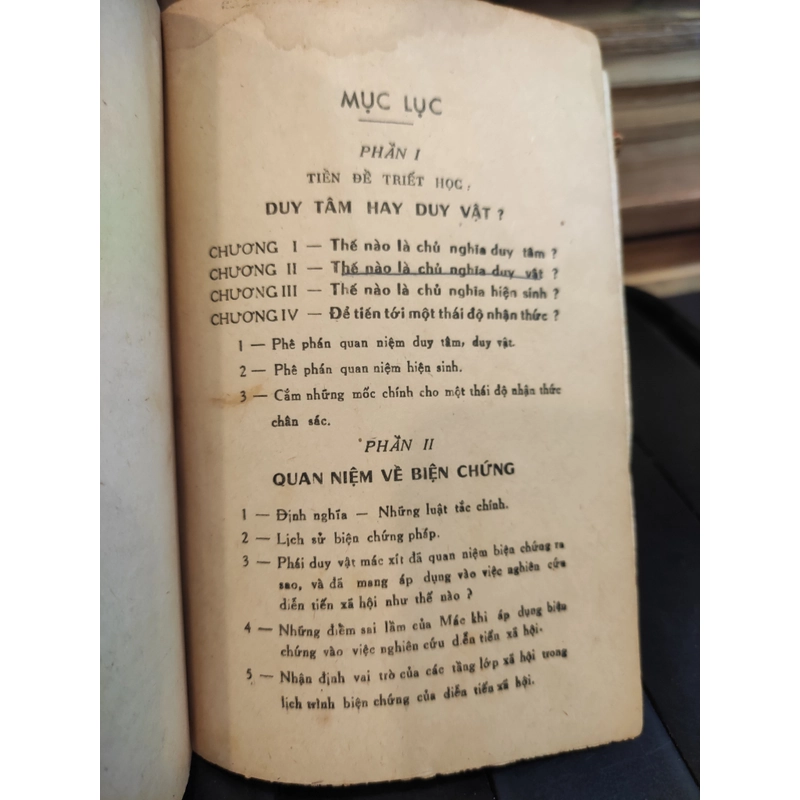 MỤC LỤC
PHẦN I
TIỀN ĐỀ TRIẾT HỌC,
DUY TÂM HAY DUY VẬT ?
CHƯƠNG I — Thế nào là chủ nghĩa duy tâm ?
CHƯƠNG II — Thế nào là chủ nghĩa duy vật ?
CHƯƠNG III — Thế nào là chủ nghĩa hiện sinh ?
CHƯƠNG IV — Để tiến tới một thái độ nhận thức ?
1 — Phê phán quan niệm duy tâm, duy vật.
2 — Phê phán quan niệm hiện sinh.
3 — Cắm những mốc chính cho một thái độ nhận thức
chân sác.
PHẦN II
QUAN NIỆM VỀ BIỆN CHỨNG
1 — Định nghĩa — Những luật tắc chính.
2 — Lịch sử biện chứng pháp.
3 — Phái duy vật mác xít đã quan niệm biện chứng ra
sao, và đã mang áp dụng vào việc nghiên cứu
diễn tiến xã hội như thế nào ?
4 — Những điểm sai lầm của Mác khi áp dụng biện
chứng vào việc nghiên cứu diễn tiến xã hội.
5 — Nhận định vai trò của các tầng lớp xã hội trong
lịch trình biện chứng của diễn tiến xã hội.